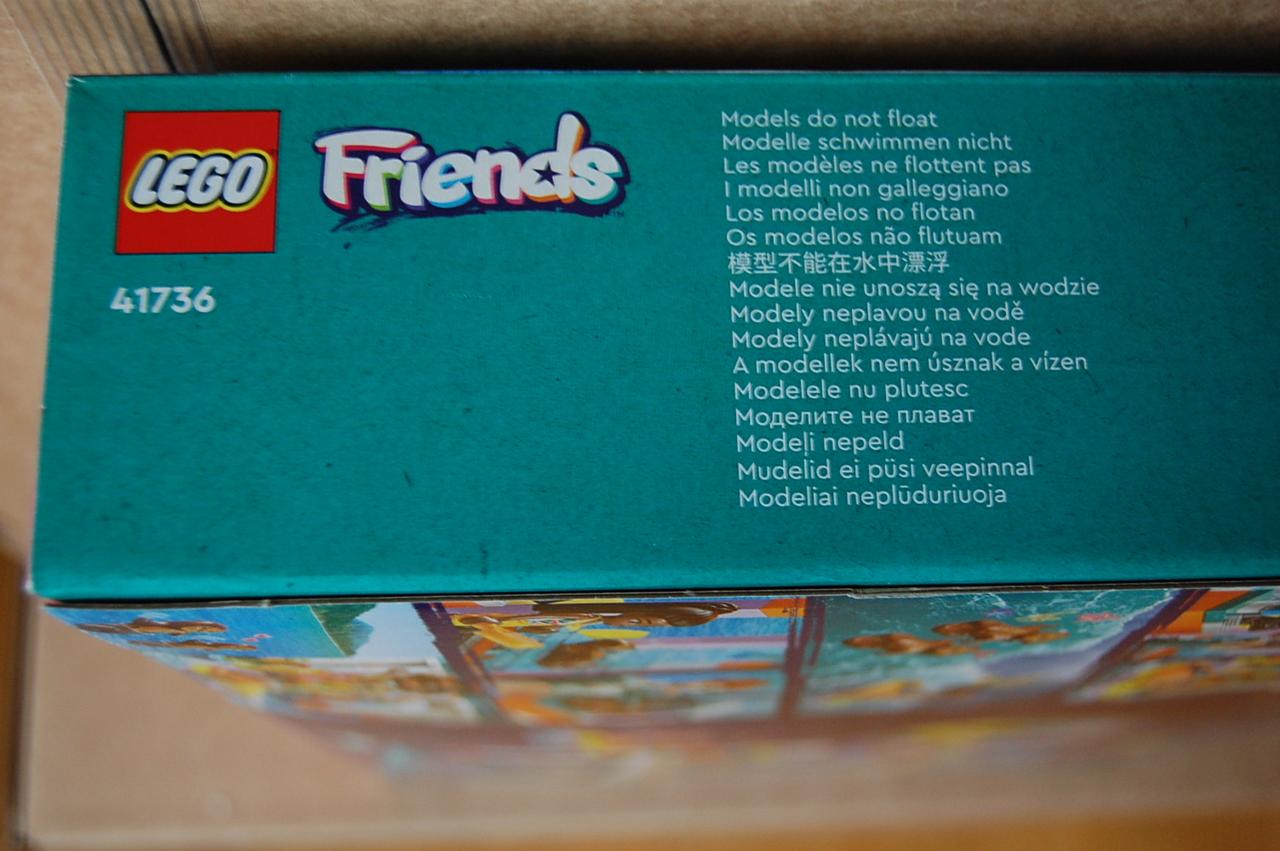 LEGO
Friends
41736
Models do not float
Modelle schwimmen nicht
Les modèles ne flottent pas
I modelli non galleggiano
Los modelos no flotan
Os modelos não flutuam
模型不能在水中漂浮
Modele nie unoszą się na wodzie
Modely neplavou na vodě
Modely neplávajú na vode
A modellek nem úsznak a vízen
Modelele nu plutesc
Моделите не плават
Modeļi nepeld
Mudelid ei püsi veepinnal
Modeliai neplūduriuoja